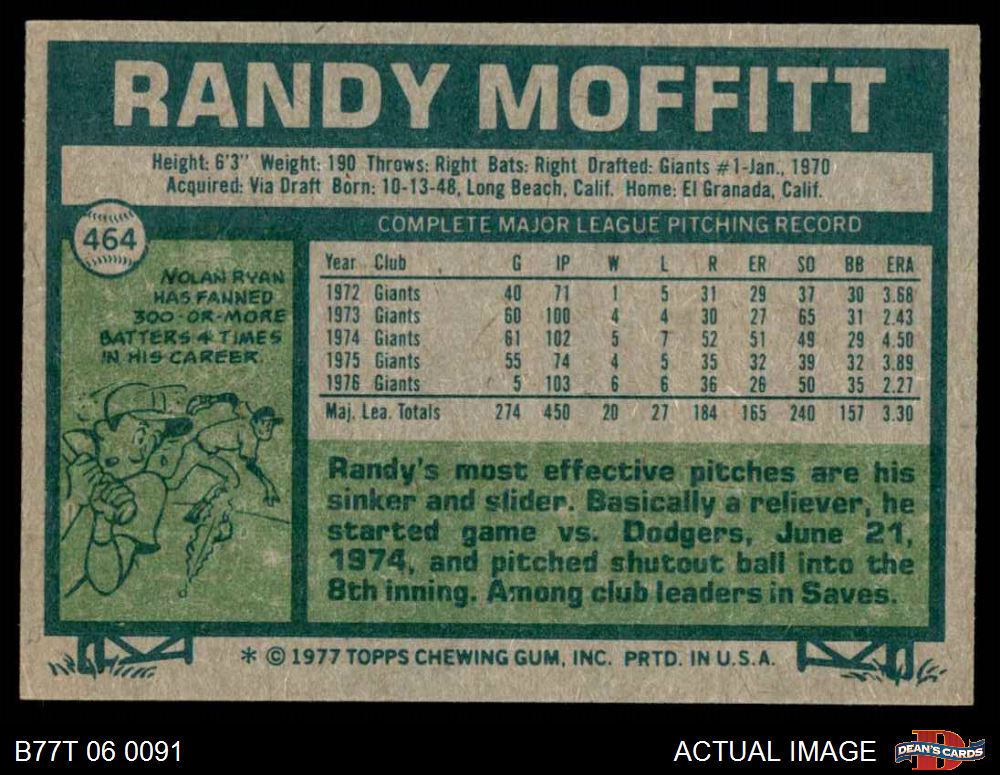 RANDY MOFFITT
Height: 6'3" Weight: 190 Throws: Right Bats: Right Drafted: Giants #1-Jan., 1970
Acquired: Via Draft Born: 10-13-48, Long Beach, Calif. Home: El Granada, Calif.
464
NOLAN RYAN
HAS FANNED
300-OR-MORE
BATTERS 4 TIMES
IN HIS CAREER.
COMPLETE MAJOR LEAGUE PITCHING RECORD
Year Club G IP W L R ER SO BB ERA
1972 Giants 40 71 1 5 31 29 37 30 3.68
1973 Giants 60 100 4 4 30 27 65 31 2.43
1974 Giants 61 102 5 7 52 51 49 29 4.50
1975 Giants 55 74 4 5 35 32 39 32 3.89
1976 Giants 5 103 6 6 36 26 50 35 2.27
Maj. Lea. Totals 274 450 20 27 184 165 240 157 3.30
Randy's most effective pitches are his
sinker and slider. Basically a reliever, he
started game vs. Dodgers, June 21,
1974, and pitched shutout ball into the
8th inning. Among club leaders in Saves.
* © 1977 TOPPS CHEWING GUM, INC. PRTD. IN U.S.A.
B77T 06 0091
ACTUAL IMAGE
D
DEAN'S CARDS